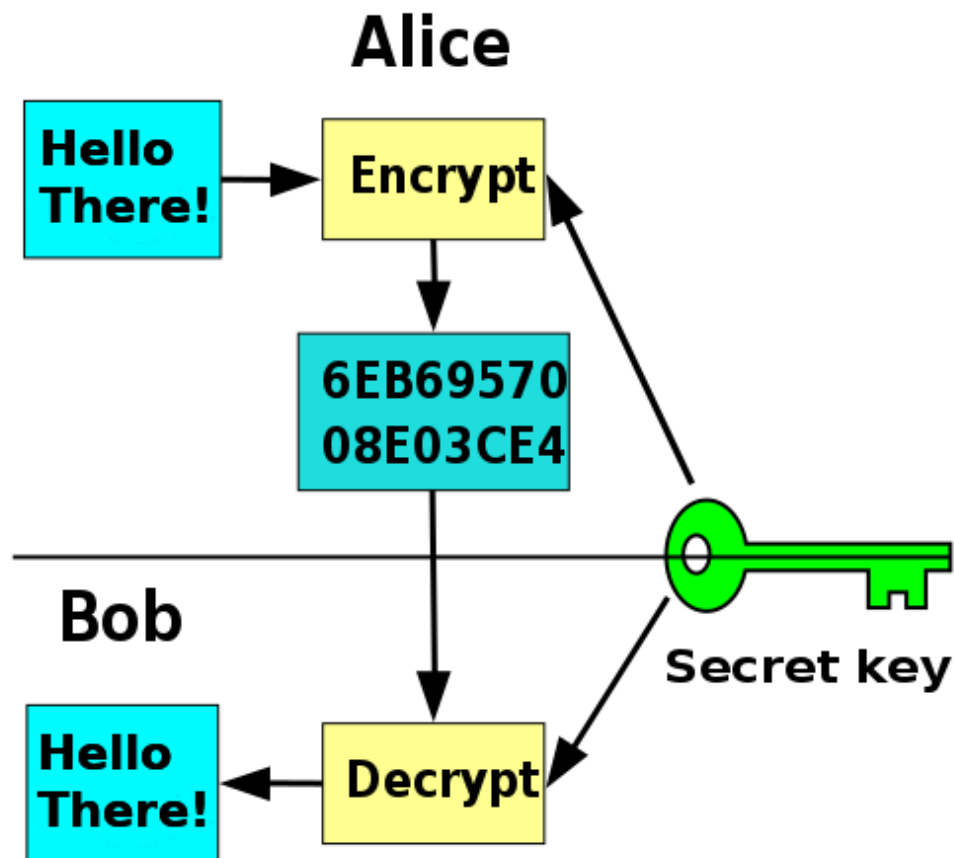 Alice
Hello
There!
Encrypt
6EB69570
08E03CE4
Bob
Secret key
Hello
There!
Decrypt